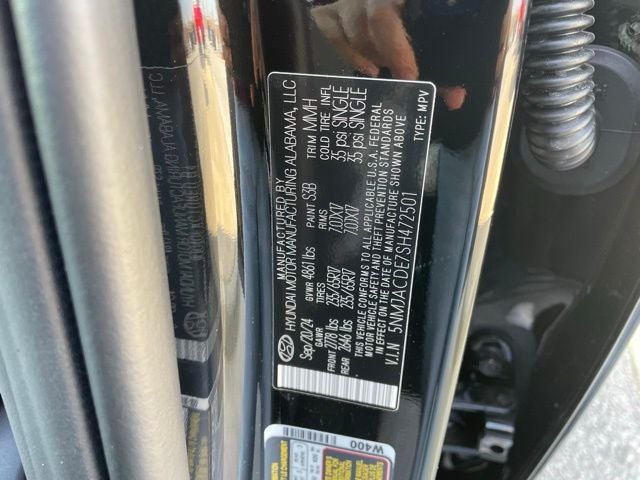 MANUFACTURED BY
HYUNDAI MOTOR MANUFACTURING ALABAMA, LLC
Sep/20/24 GVWR 4861 lbs PAINT S3B TRIM MMH
GAWR RIMS COLD TIRE INFL
FRONT 2778 lbs 235/65R17 7.0JX17 35 psi SINGLE
REAR 2646 lbs 235/65R17 7.0JX17 35 psi SINGLE
THIS VEHICLE CONFORMS TO ALL APPLICABLE U.S.A. FEDERAL
MOTOR VEHICLE SAFETY AND THEFT PREVENTION STANDARDS
IN EFFECT ON THE DATE OF MANUFACTURE SHOWN ABOVE
V.I.N 5NMJACDE7SH472501 TYPE: MPV
W400